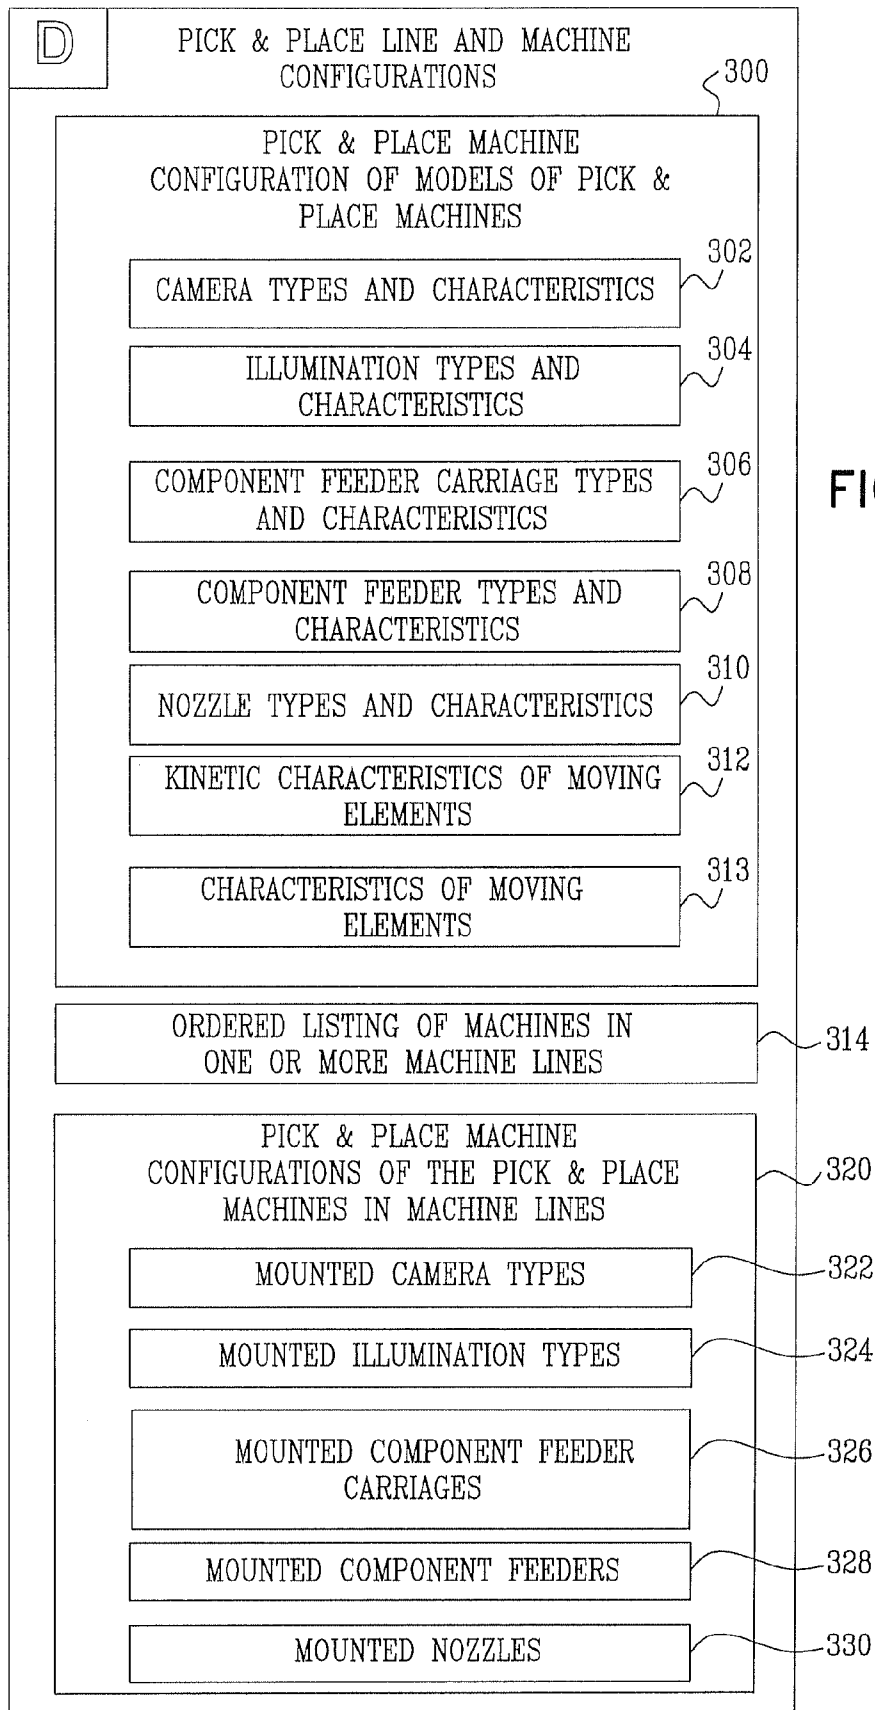 D
PICK & PLACE LINE AND MACHINE
CONFIGURATIONS
300
PICK & PLACE MACHINE
CONFIGURATION OF MODELS OF PICK &
PLACE MACHINES
302
CAMERA TYPES AND CHARACTERISTICS
304
ILLUMINATION TYPES AND
CHARACTERISTICS
306
COMPONENT FEEDER CARRIAGE TYPES
AND CHARACTERISTICS
FI
308
COMPONENT FEEDER TYPES AND
CHARACTERISTICS
310
NOZZLE TYPES AND CHARACTERISTICS
312
KINETIC CHARACTERISTICS OF MOVING
ELEMENTS
313
CHARACTERISTICS OF MOVING
ELEMENTS
ORDERED LISTING OF MACHINES IN
ONE OR MORE MACHINE LINES
314
PICK & PLACE MACHINE
CONFIGURATIONS OF THE PICK & PLACE
MACHINES IN MACHINE LINES
320
MOUNTED CAMERA TYPES
322
MOUNTED ILLUMINATION TYPES
324
MOUNTED COMPONENT FEEDER
CARRIAGES
326
MOUNTED COMPONENT FEEDERS
328
MOUNTED NOZZLES
330